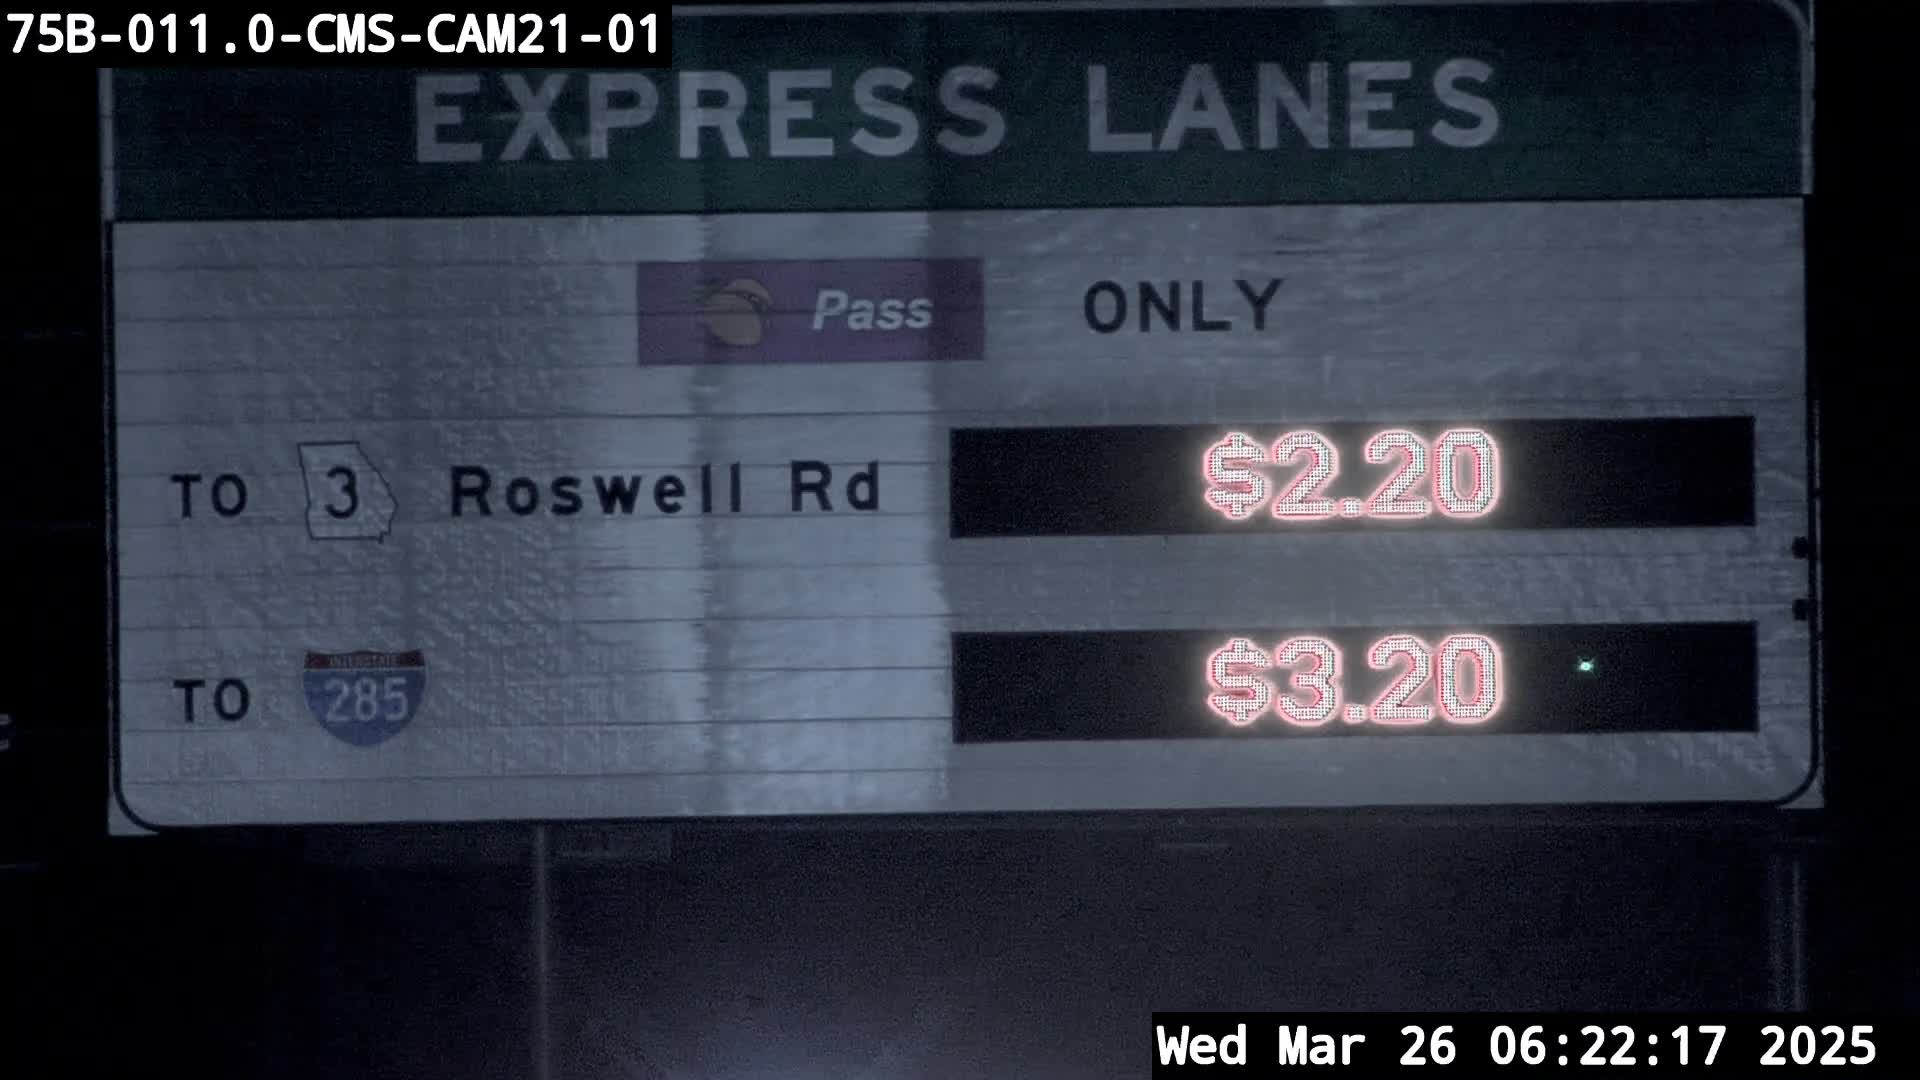 75B-011.0-CMS-CAM21-01
EXPRESS LANES
Pass ONLY
TO 3 Roswell Rd $2.20
TO INTERSTATE 285 $3.20
Wed Mar 26 06:22:17 2025